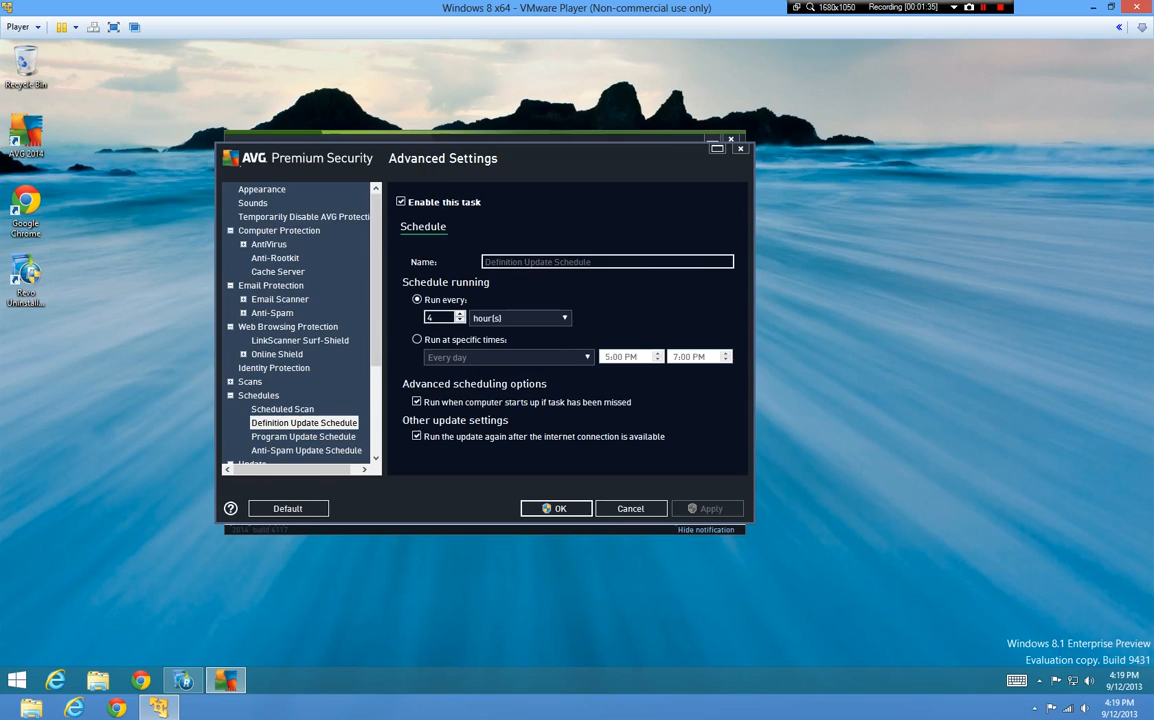 Windows 8 x64 - VMware Player (Non-commercial use only)
1680x1050 Recording [00:01:35]
Player
Recycle Bin
AVG 2014
Google Chrome
Revo Uninstall...
AVG Premium Security Advanced Settings
Appearance
Sounds
Temporarily Disable AVG Protecti
Computer Protection
AntiVirus
Anti-Rootkit
Cache Server
Email Protection
Email Scanner
Anti-Spam
Web Browsing Protection
LinkScanner Surf-Shield
Online Shield
Identity Protection
Scans
Schedules
Scheduled Scan
Definition Update Schedule
Program Update Schedule
Anti-Spam Update Schedule
Update
Enable this task
Schedule
Name: Definition Update Schedule
Schedule running
Run every:
4 hour(s)
Run at specific times:
Every day 5:00 PM 7:00 PM
Advanced scheduling options
Run when computer starts up if task has been missed
Other update settings
Run the update again after the internet connection is available
Default OK Cancel Apply
2014 build 4117 Hide notification
Windows 8.1 Enterprise Preview
Evaluation copy. Build 9431
4:19 PM
9/12/2013
4:19 PM
9/12/2013